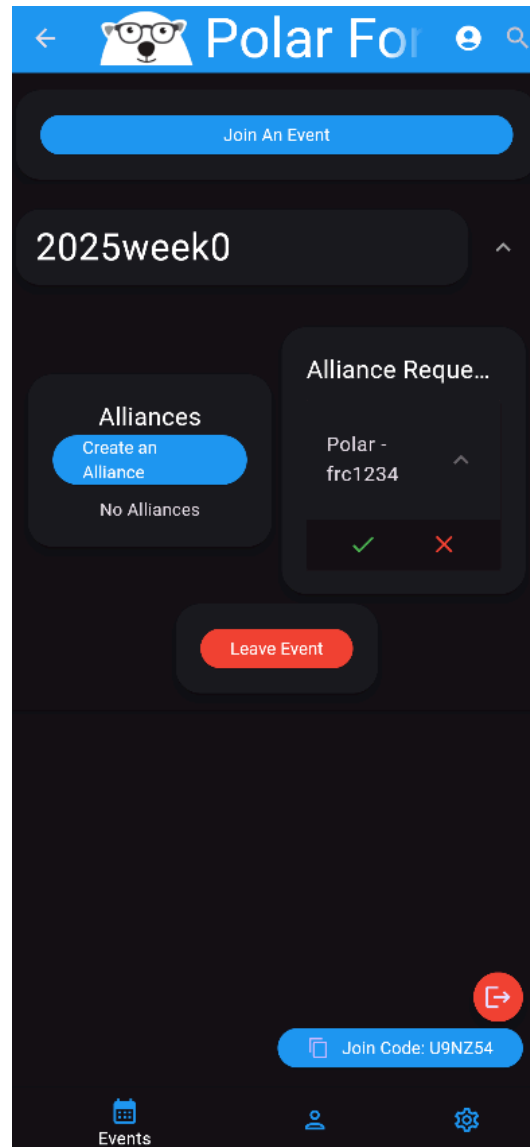 Polar For
Join An Event
2025week0
Alliances
Create an
Alliance
No Alliances
Alliance Reque...
Polar -
frc1234
Leave Event
Join Code: U9NZ54
Events